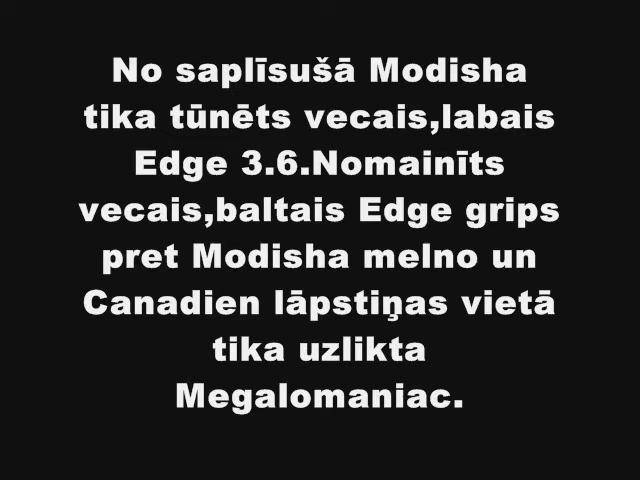 No saplīsušā Modisha
tika tūnēts vecais,labais
Edge 3.6.Nomainīts
vecais,baltais Edge grips
pret Modisha melno un
Canadien lāpstiņas vietā
tika uzlikta
Megalomaniac.